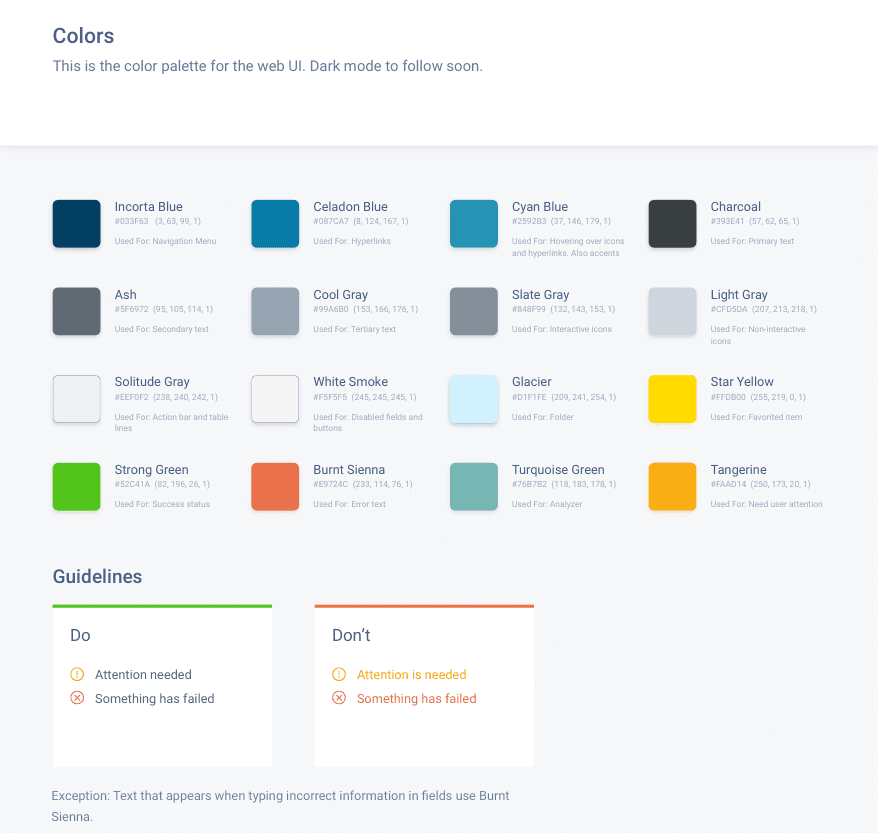 Colors
This is the color palette for the web UI. Dark mode to follow soon.
Incorta Blue
#033F63 (3, 63, 99, 1)
Used For: Navigation Menu
Celadon Blue
#087CA7 (8, 124, 167, 1)
Used For: Hyperlinks
Cyan Blue
#2592B3 (37, 146, 179, 1)
Used For: Hovering over icons
and hyperlinks. Also accents
Charcoal
#393E41 (57, 62, 65, 1)
Used For: Primary text
Ash
#5F6972 (95, 105, 114, 1)
Used For: Secondary text
Cool Gray
#99A6B0 (153, 166, 176, 1)
Used For: Tertiary text
Slate Gray
#848F99 (132, 143, 153, 1)
Used For: Interactive icons
Light Gray
#CFD5DA (207, 213, 218, 1)
Used For: Non-interactive
icons
Solitude Gray
#EEF0F2 (238, 240, 242, 1)
Used For: Action bar and table
lines
White Smoke
#F5F5F5 (245, 245, 245, 1)
Used For: Disabled fields and
buttons
Glacier
#D1F1FE (209, 241, 254, 1)
Used For: Folder
Star Yellow
#FFDB00 (255, 219, 0, 1)
Used For: Favorited Item
Strong Green
#52C41A (82, 196, 26, 1)
Used For: Success status
Burnt Sienna
#E9724C (233, 114, 76, 1)
Used For: Error text
Turquoise Green
#76B7B2 (118, 183, 178, 1)
Used For: Analyzer
Tangerine
#FAAD14 (250, 173, 20, 1)
Used For: Need user attention
Guidelines
Do
Attention needed
Something has failed
Don't
Attention is needed
Something has failed
Exception: Text that appears when typing incorrect information in fields use Burnt
Sienna.